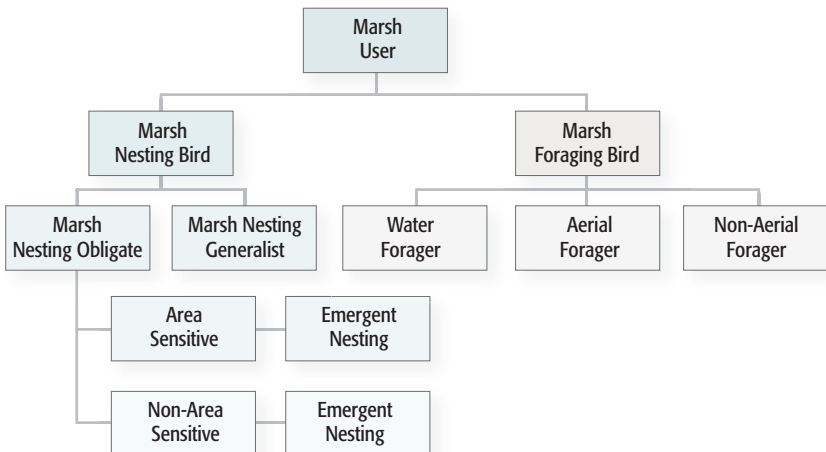 Marsh
User
Marsh
Nesting Bird
Marsh
Foraging Bird
Marsh
Nesting Obligate
Marsh Nesting
Generalist
Water
Forager
Aerial
Forager
Non-Aerial
Forager
Area
Sensitive
Emergent
Nesting
Non-Area
Sensitive
Emergent
Nesting